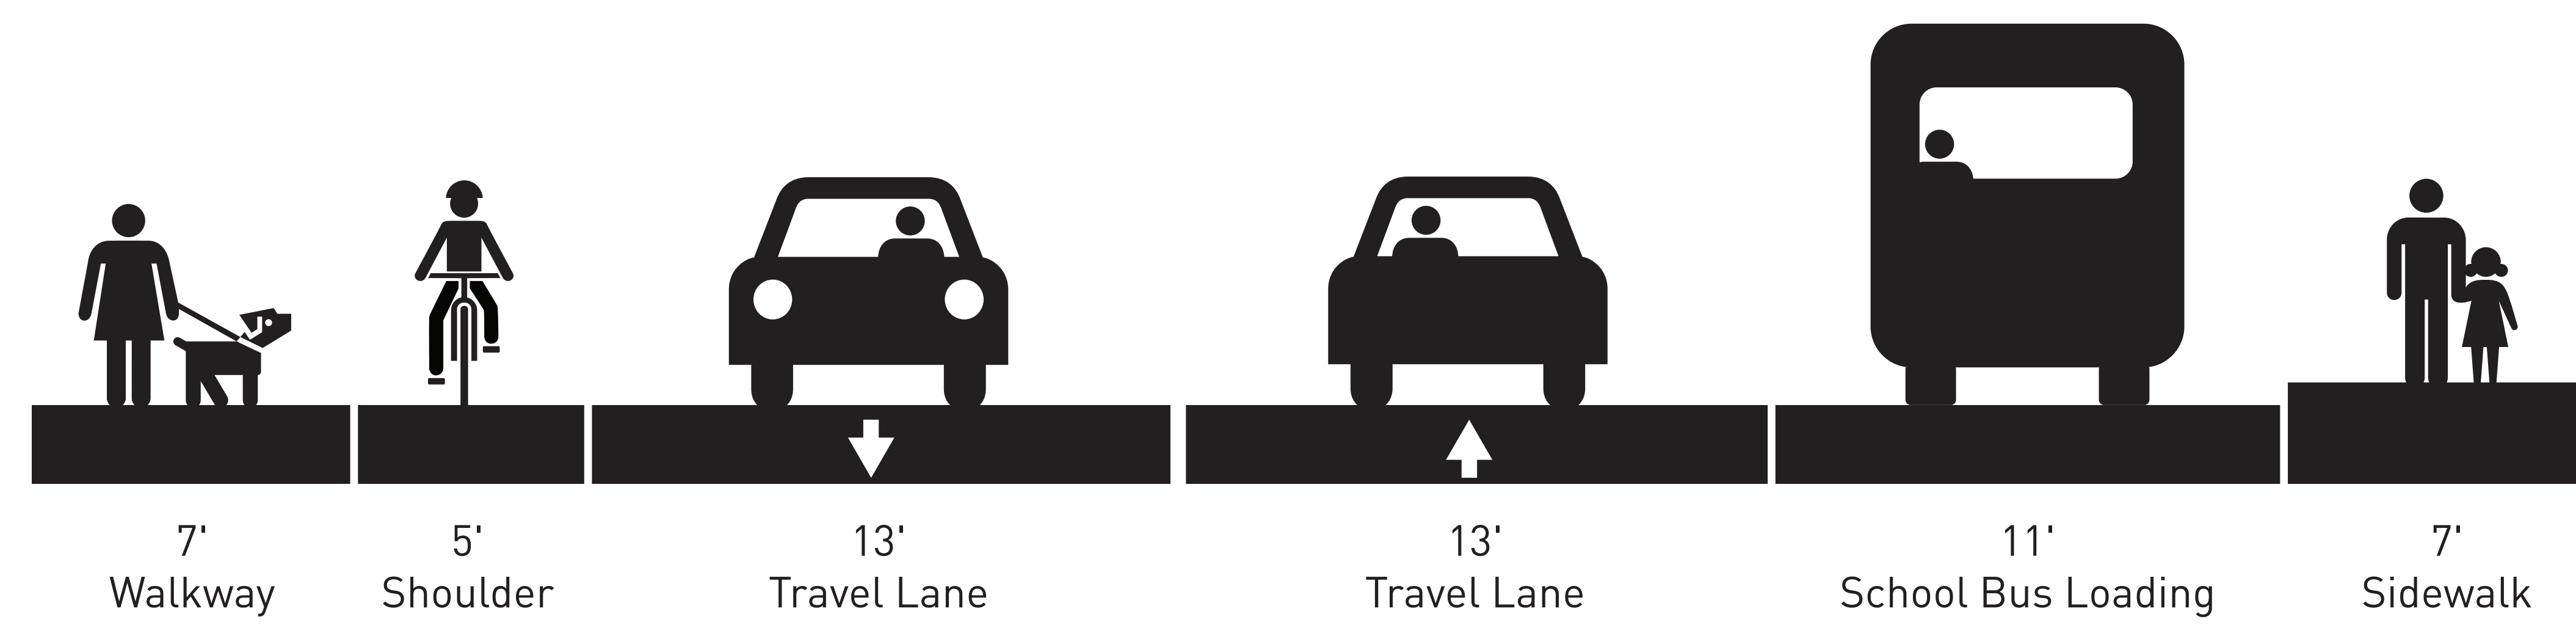 7' 5' 13' 13' 11' 7'
Walkway Shoulder Travel Lane Travel Lane School Bus Loading Sidewalk